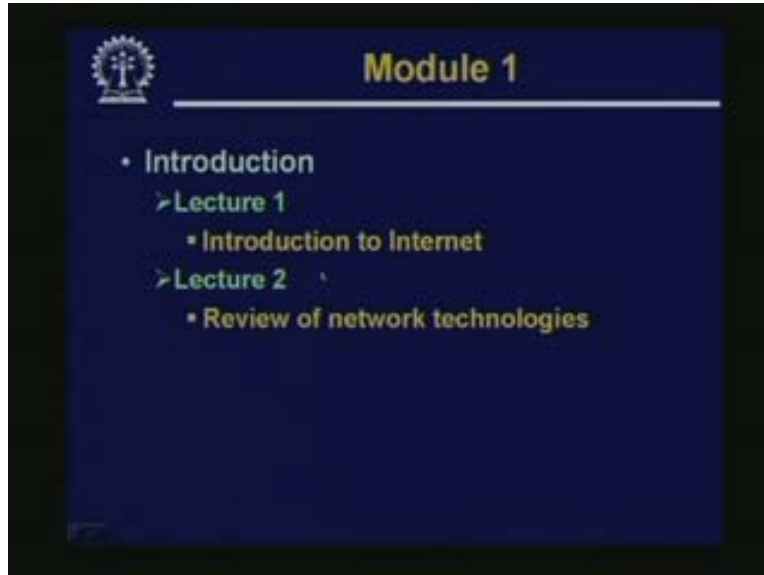 Module 1
• Introduction
➢Lecture 1
▪ Introduction to Internet
➢Lecture 2
▪ Review of network technologies